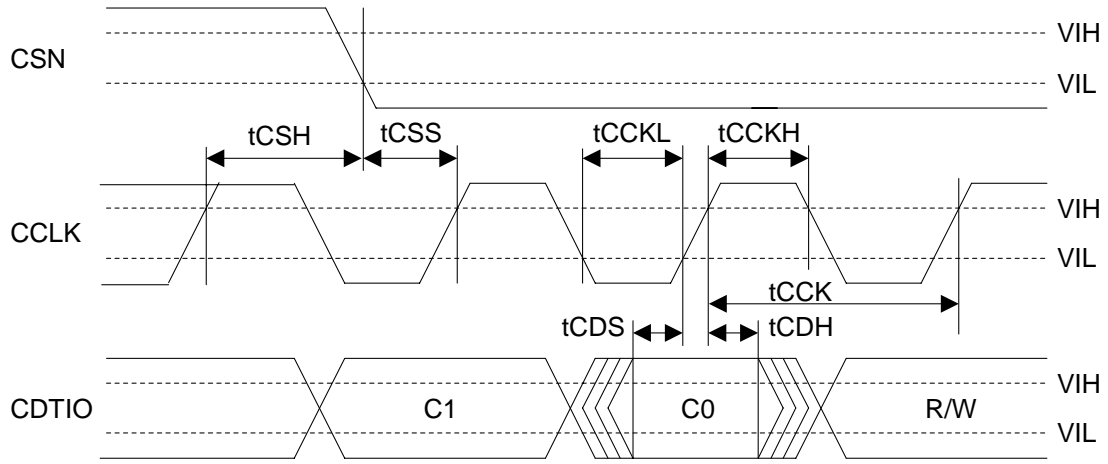 VIH
CSN
VIL
tCSH tCSS tCCKL tCCKH
VIH
CCLK
VIL
tCCK
tCDS tCDH
VIH
CDTIO C1 C0 R/W
VIL